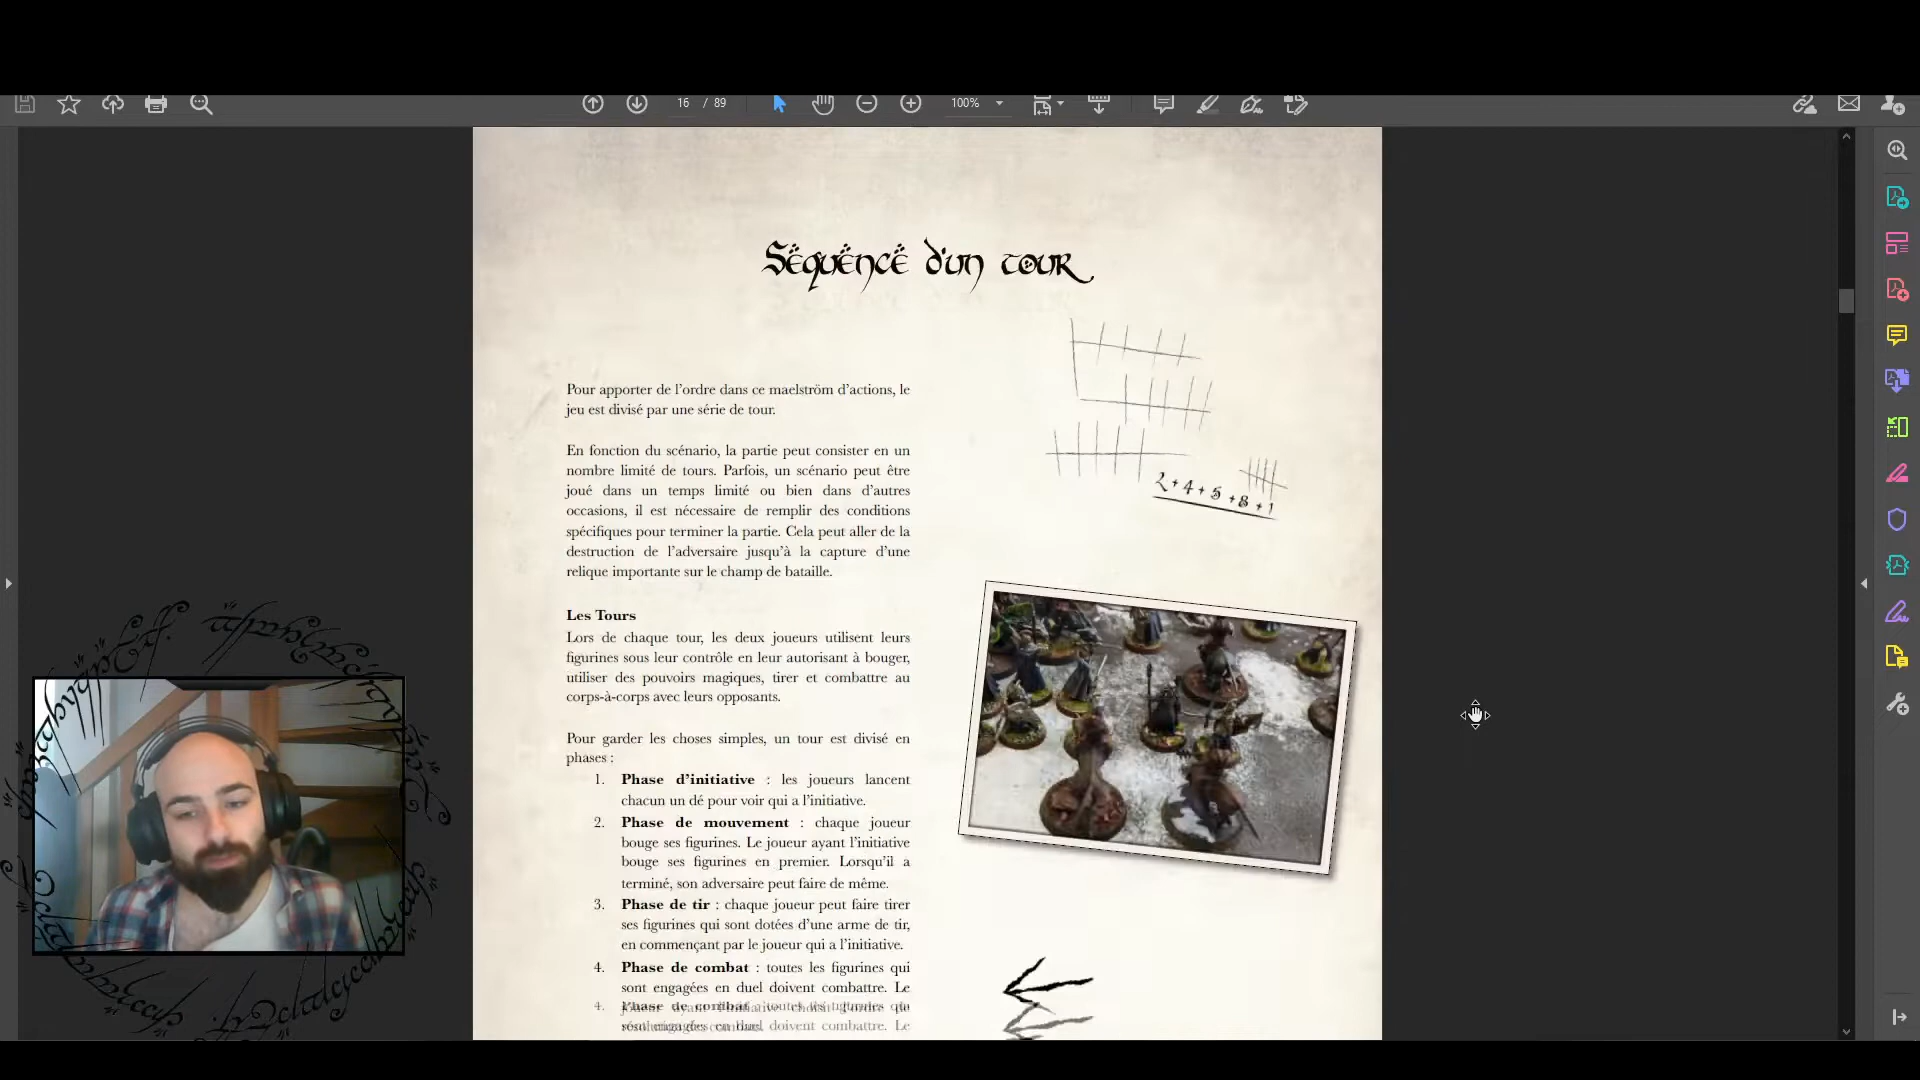 16 / 89
100%
Sëquëncë d'un tour
Pour apporter de l'ordre dans ce maelström d'actions, le
jeu est divisé par une série de tour.
En fonction du scénario, la partie peut consister en un
nombre limité de tours. Parfois, un scénario peut être
joué dans un temps limité ou bien dans d'autres
occasions, il est nécessaire de remplir des conditions
spécifiques pour terminer la partie. Cela peut aller de la
destruction de l'adversaire jusqu'à la capture d'une
relique importante sur le champ de bataille.
Les Tours
Lors de chaque tour, les deux joueurs utilisent leurs
figurines sous leur contrôle en leur autorisant à bouger,
utiliser des pouvoirs magiques, tirer et combattre au
corps-à-corps avec leurs opposants.
Pour garder les choses simples, un tour est divisé en
phases :
1. Phase d'initiative : les joueurs lancent
chacun un dé pour voir qui a l'initiative.
2. Phase de mouvement : chaque joueur
bouge ses figurines. Le joueur ayant l'initiative
bouge ses figurines en premier. Lorsqu'il a
terminé, son adversaire peut faire de même.
3. Phase de tir : chaque joueur peut faire tirer
ses figurines qui sont dotées d'une arme de tir,
en commençant par le joueur qui a l'initiative.
4. Phase de combat : toutes les figurines qui
sont engagées en duel doivent combattre. Le
2 + 4 + 5 + 8 + 1